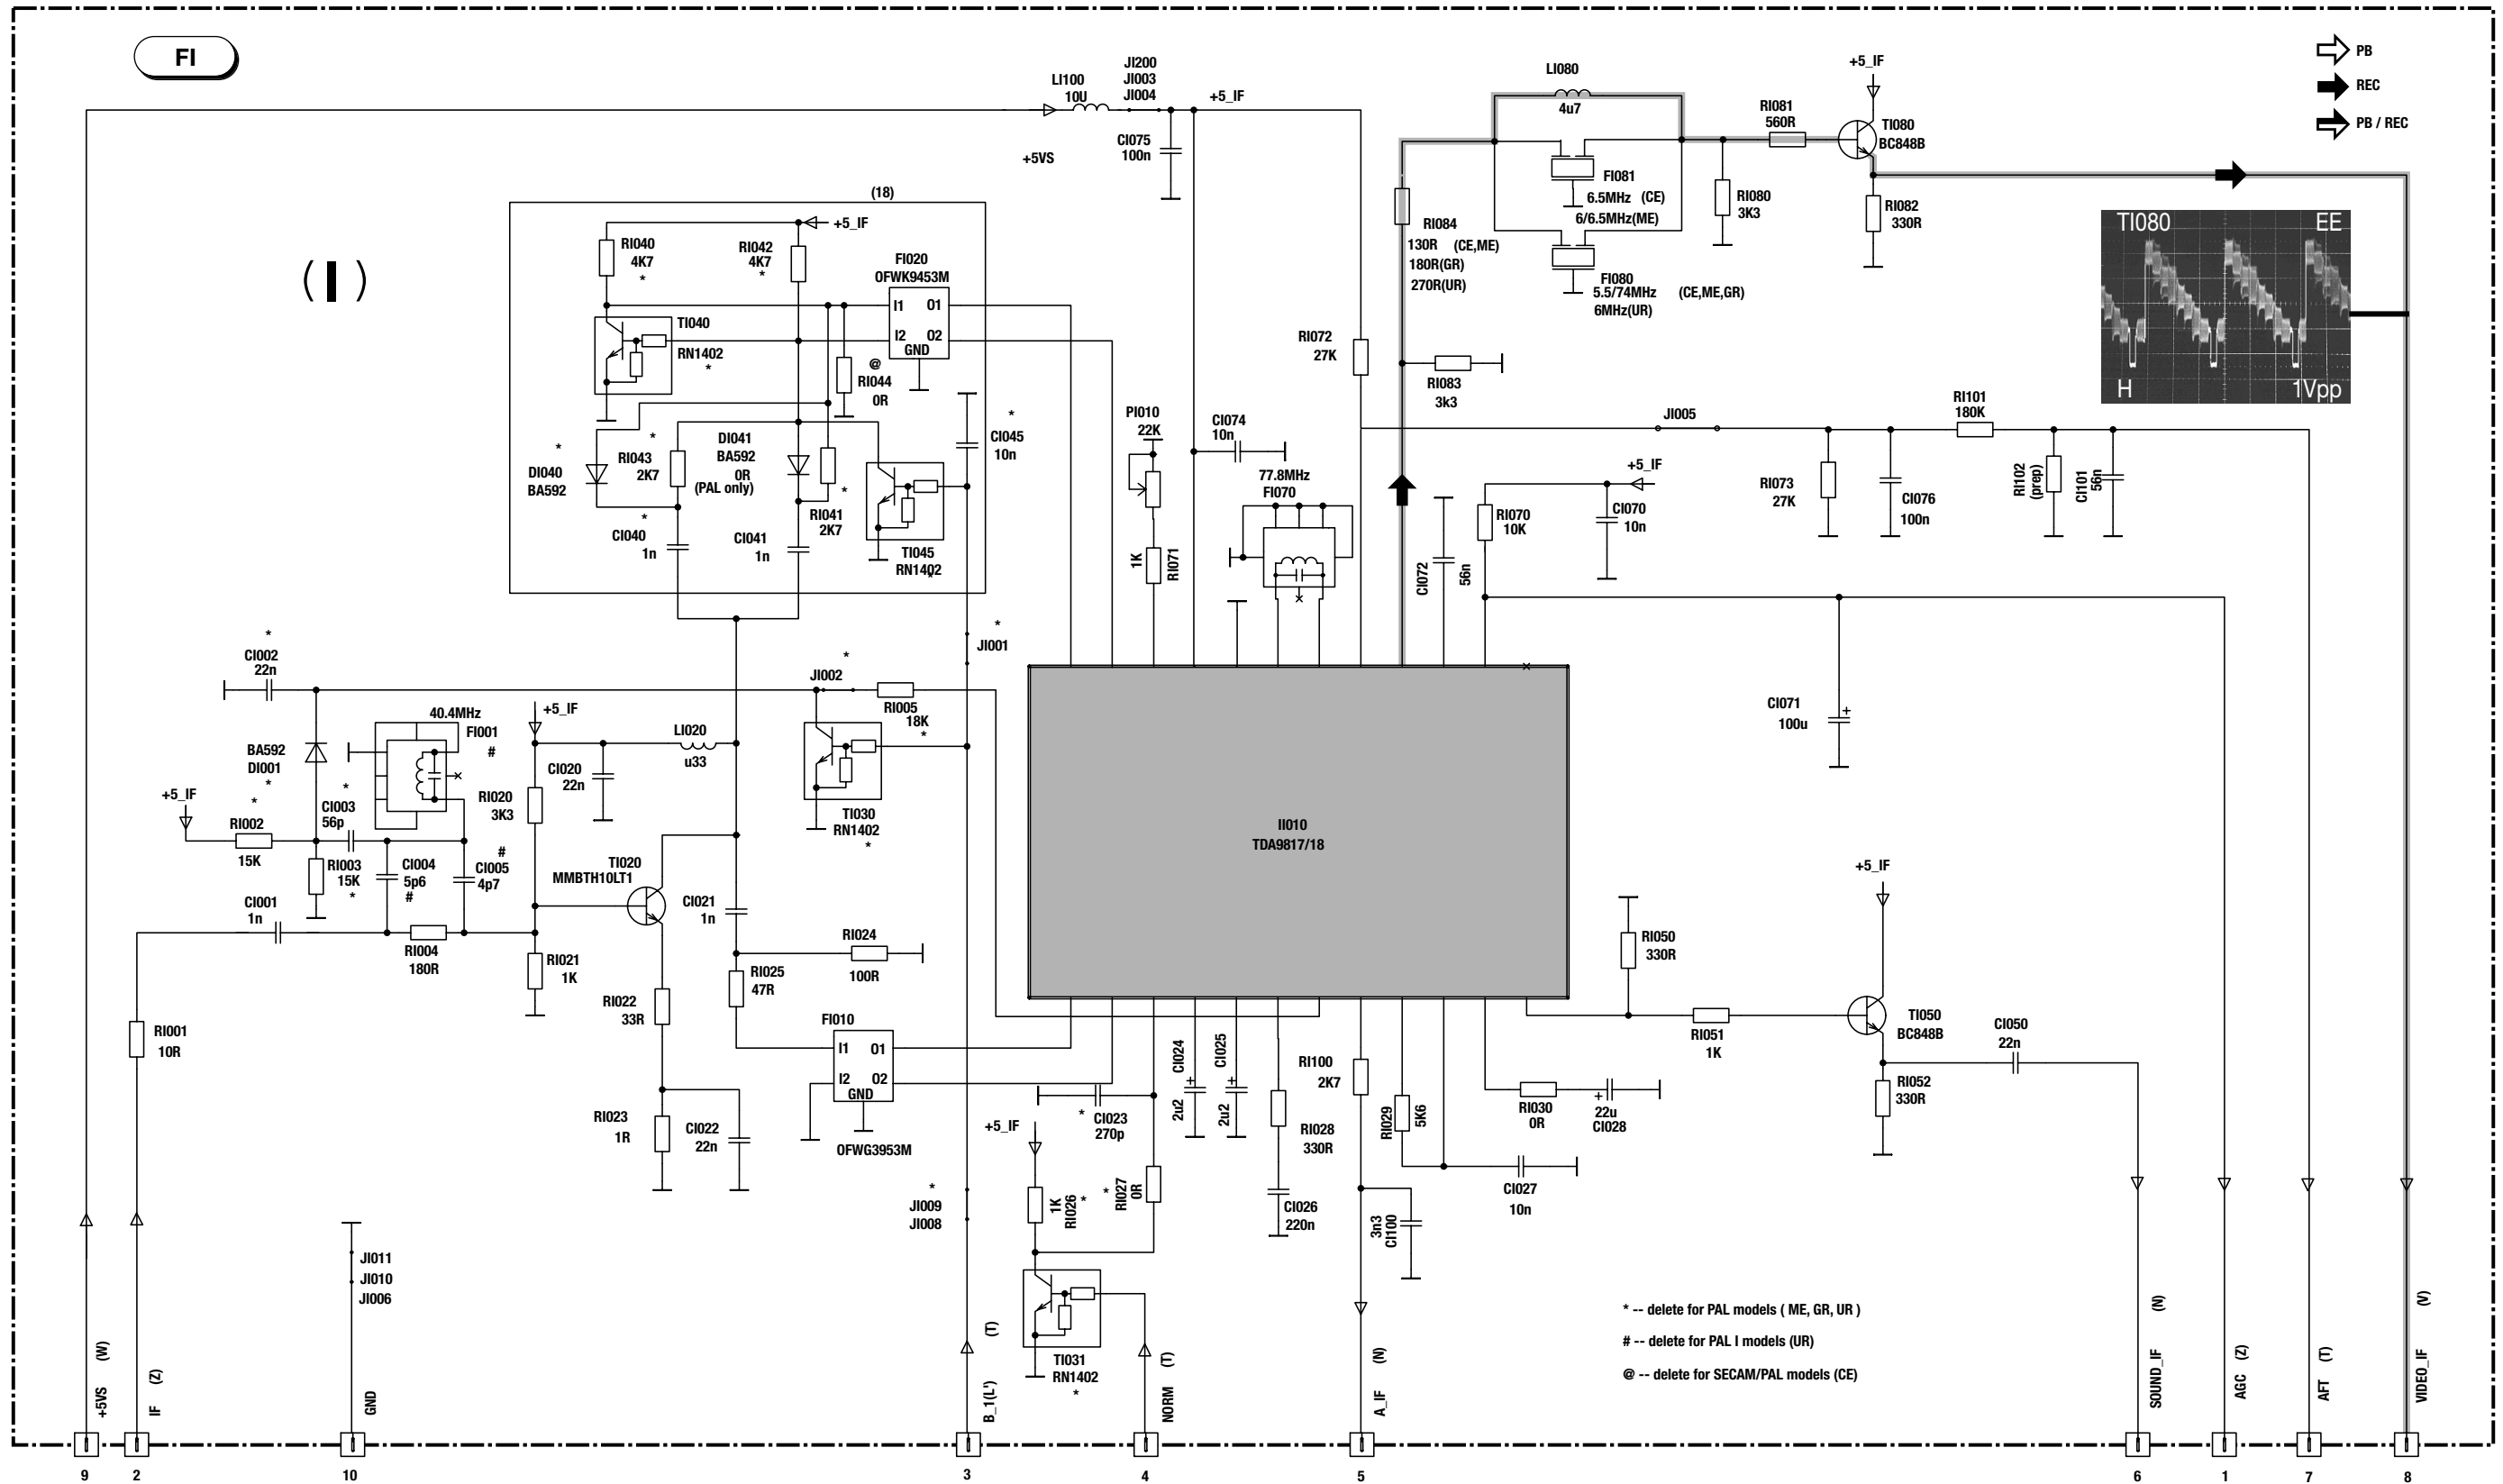 FI
(I)
PB
REC
PB / REC
LI100
10U
JI200
JI003
JI004
+5_IF
CI075
100n
+5VS
LI080
4u7
FI081
6.5MHz (CE)
6/6.5MHz(ME)
FI080
5.5/74MHz (CE,ME,GR)
6MHz(UR)
RI084
130R (CE,ME)
180R(GR)
270R(UR)
RI081
560R
RI080
3K3
+5_IF
TI080
BC848B
RI082
330R
TI080 EE
H 1Vpp
(18)
+5_IF
RI040
4K7
*
RI042
4K7
*
FI020
OFWK9453M
I1 O1
I2 O2
GND
TI040
RN1402
*
@
RI044
0R
*
DI040
BA592
*
RI043
2K7
DI041
BA592
0R
(PAL only)
*
RI041
2K7
*
CI040
1n
CI041
1n
TI045
RN1402
*
*
CI045
10n
RI072
27K
RI083
3k3
PI010
22K
1K
RI071
CI074
10n
77.8MHz
FI070
CI072
56n
RI070
10K
+5_IF
CI070
10n
JI005
RI101
180K
RI073
27K
CI076
100n
RI102
(prep)
CI101
56n
CI071
100u
+
*
CI002
22n
*
JI002
RI005
18K
*
*
JI001
BA592
DI001
*
40.4MHz
FI001
#
+5_IF
*
RI002
15K
*
CI003
56p
RI003
15K
*
CI004
5p6
#
#
CI005
4p7
CI001
1n
RI004
180R
RI001
10R
+5_IF
RI020
3K3
CI020
22n
LI020
u33
TI030
RN1402
*
TI020
MMBTH10LT1
CI021
1n
RI021
1K
RI022
33R
RI023
1R
CI022
22n
RI024
100R
RI025
47R
FI010
I1 O1
I2 O2
GND
OFWG3953M
II010
TDA9817/18
*
CI023
270p
+5_IF
1K
RI026
*
*
RI027
0R
CI024
+
2u2
CI025
+
2u2
RI028
330R
CI026
220n
RI100
2K7
3n3
CI100
RI029
5K6
CI027
10n
RI030
0R
+
22u
CI028
RI050
330R
RI051
1K
+5_IF
TI050
BC848B
RI052
330R
CI050
22n
*
JI009
JI008
JI011
JI010
JI006
TI031
RN1402
*
* -- delete for PAL models ( ME, GR, UR )
# -- delete for PAL I models (UR)
@ -- delete for SECAM/PAL models (CE)
+5VS (W)
IF (Z)
GND
B_1(L') (T)
NORM (T)
A_IF (N)
SOUND_IF (N)
AGC (Z)
AFT (T)
VIDEO_IF (V)
9 2 10 3 4 5 6 1 7 8